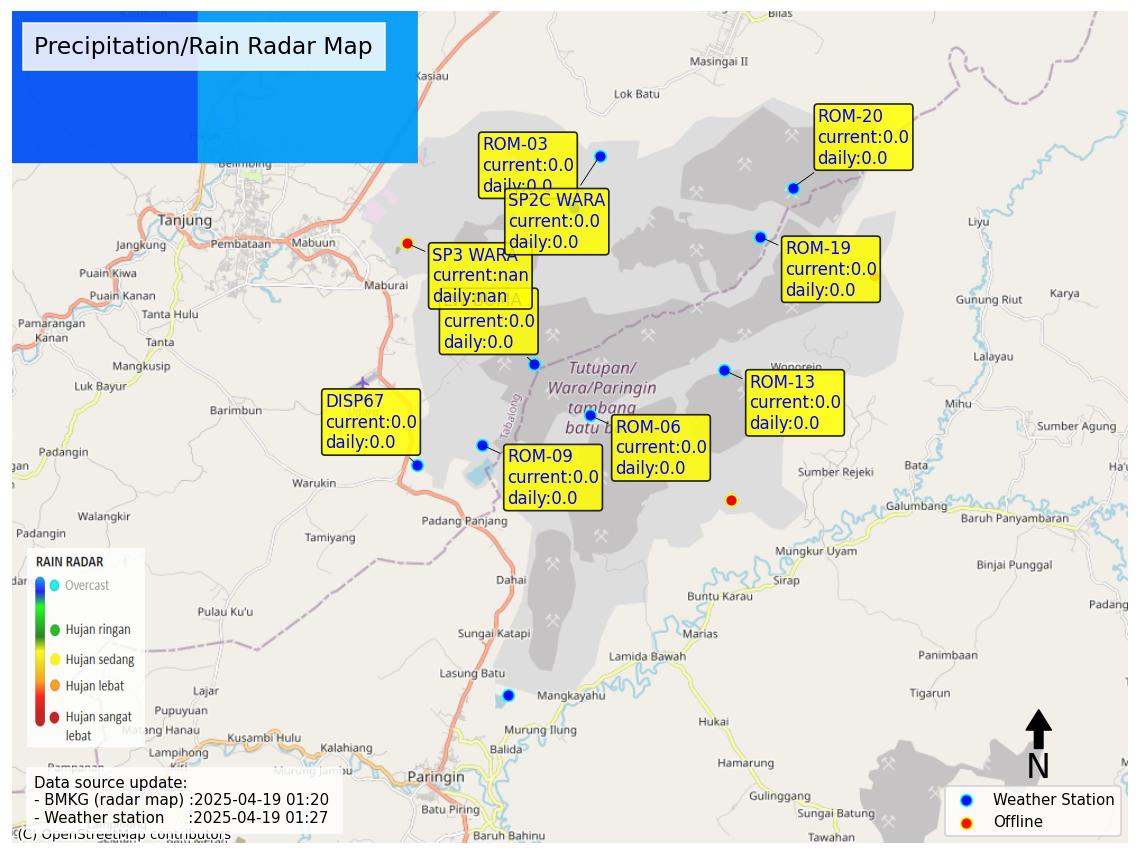 Precipitation/Rain Radar Map
Bilas
Masingai II
Kasiau
Lok Batu
Belimbing
ROM-20
current:0.0
daily:0.0
ROM-03
current:0.0
daily:0.0
SP2C WARA
current:0.0
daily:0.0
Tanjung
Jangkung
Pembataan
Mabuun
Liyu
ROM-19
current:0.0
daily:0.0
SP3 WARA
current:nan
daily:nan
Puain Kiwa
Maburai
Puain Kanan
Tanta Hulu
Gunung Riut
Karya
current:0.0
daily:0.0
Pamarangan
Kanan
Tanta
Mangkusip
Luk Bayur
Lalayau
Wonorejo
Tutupan/
Wara/Paringin
tambang
batu b
Tabalong
ROM-13
current:0.0
daily:0.0
DISP67
current:0.0
daily:0.0
Barimbun
Mihu
Sumber Agung
ROM-06
current:0.0
daily:0.0
Padangin
ROM-09
current:0.0
daily:0.0
Bata
Sumber Rejeki
Warukin
Galumbang
Walangkir
Padang Panjang
Baruh Panyambaran
Padangin
Tamiyang
Mungkur Uyam
Binjai Punggal
Dahai
Sirap
Buntu Karau
Padang
Pulau Ku'u
Sungai Katapi
Marias
Lamida Bawah
Panimbaan
Lasung Batu
Lajar
Mangkayahu
Tigarun
Pupuyuan
Matang Hanau
Murung Ilung
Hukai
Kusambi Hulu
Kalahiang
Balida
Lampihong
Kiri
Hamarung
Pampanan
Murung Jambu
Paringin
Gulinggang
Batu Piring
Sungai Batung
Baruh Bahinu
Tawahan
RAIN RADAR
Overcast
Hujan ringan
Hujan sedang
Hujan lebat
Hujan sangat
lebat
Data source update:
- BMKG (radar map) :2025-04-19 01:20
- Weather station :2025-04-19 01:27
(C) OpenStreetMap contributors
N
Weather Station
Offline